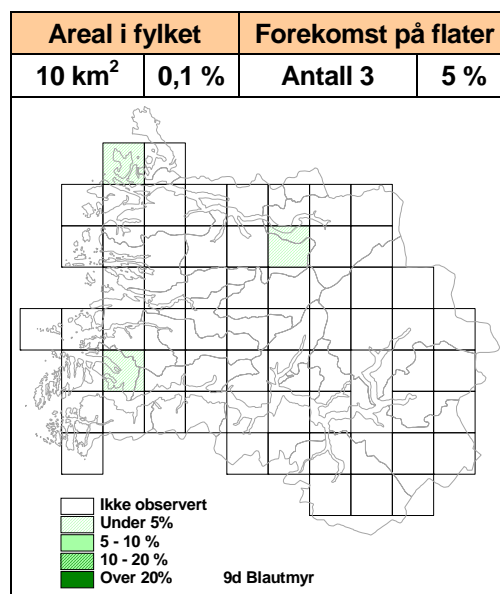 Areal i fylket Forekomst på flater
10 km² 0,1 % Antall 3 5 %
Ikke observert
Under 5%
5 - 10 %
10 - 20 %
Over 20% 9d Blautmyr